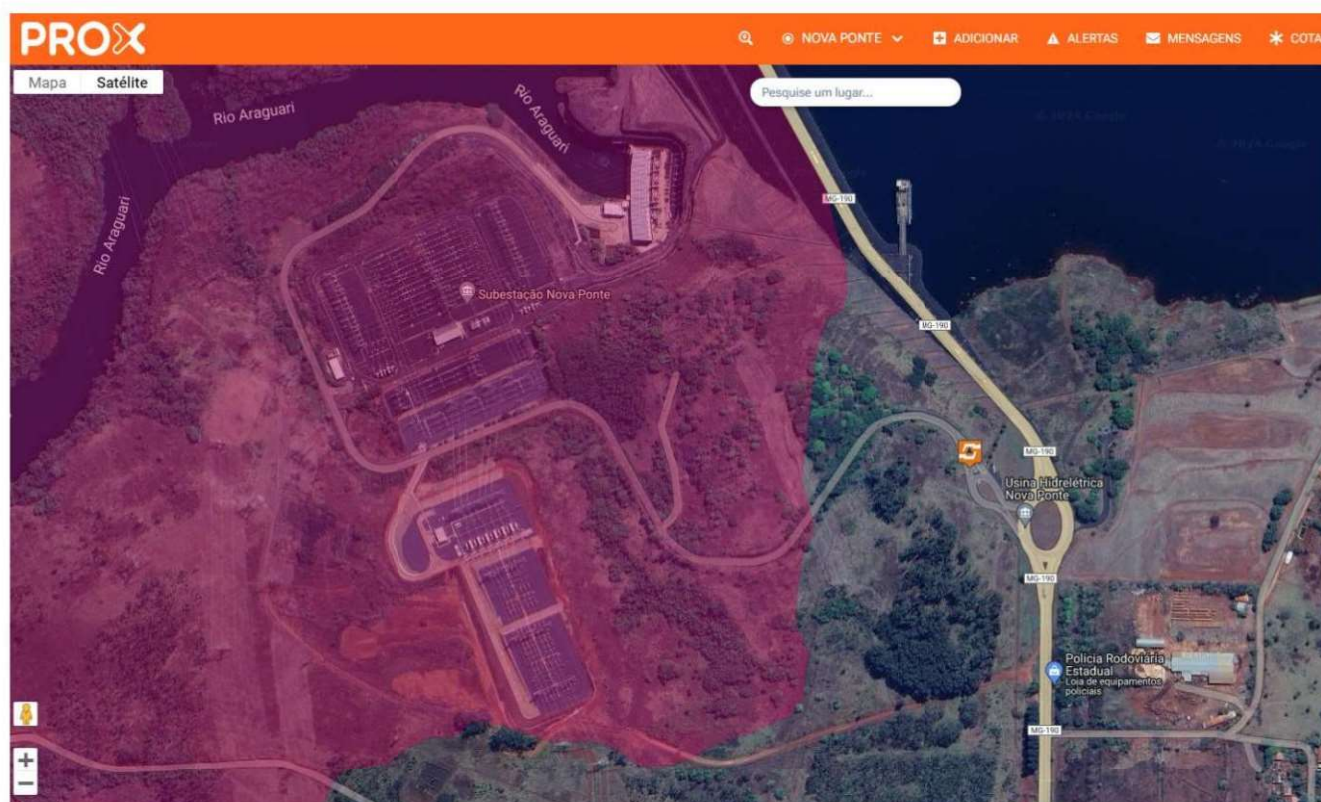 PROX
NOVA PONTE
ADICIONAR
ALERTAS
MENSAGENS
COTA
Mapa
Satélite
Pesquise um lugar...
Rio Araguari
Rio Araguari
Rio Araguari
MG-190
Subestação Nova Ponte
MG-190
MG-190
Usina Hidrelétrica
Nova Ponte
MG-190
Policia Rodoviária
Estadual
Loja de equipamentos
policiais
MG-190